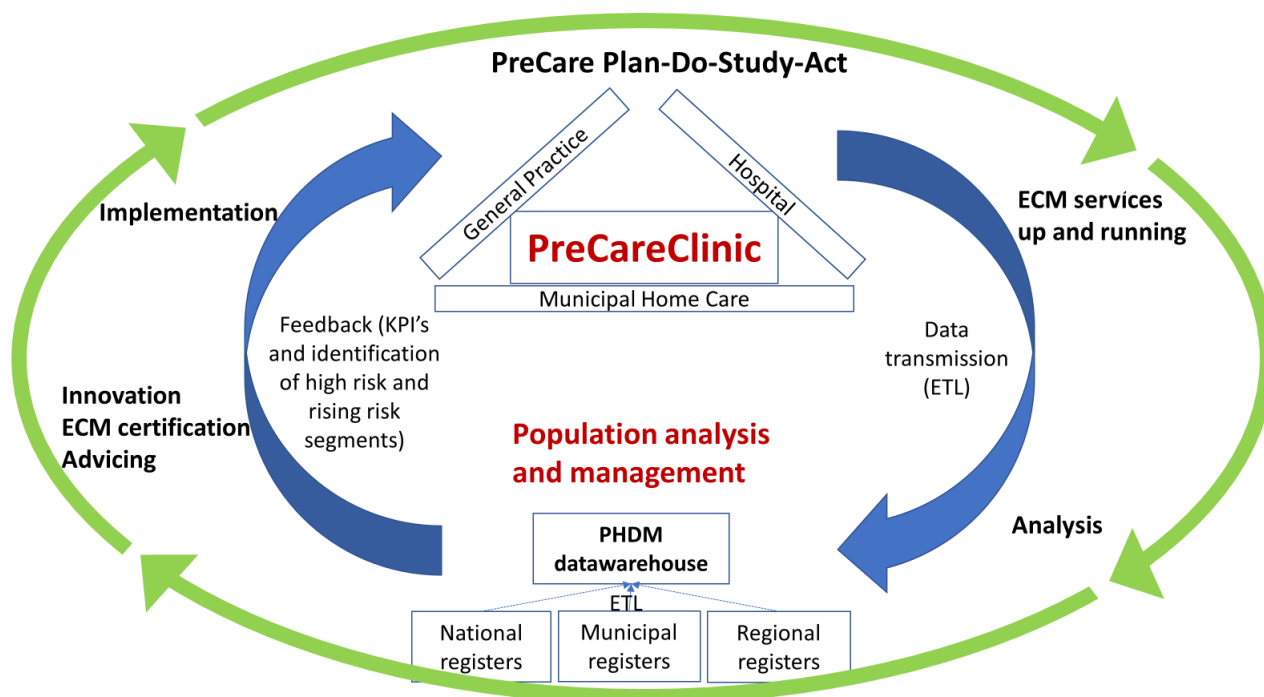 PreCare Plan-Do-Study-Act
General Practice
Hospital
Implementation
ECM services
up and running
PreCareClinic
Municipal Home Care
Feedback (KPI's
and identification
of high risk and
rising risk
segments)
Data
transmission
(ETL)
Innovation
ECM certification
Advicing
Population analysis
and management
Analysis
PHDM
datawarehouse
ETL
National
registers
Municipal
registers
Regional
registers